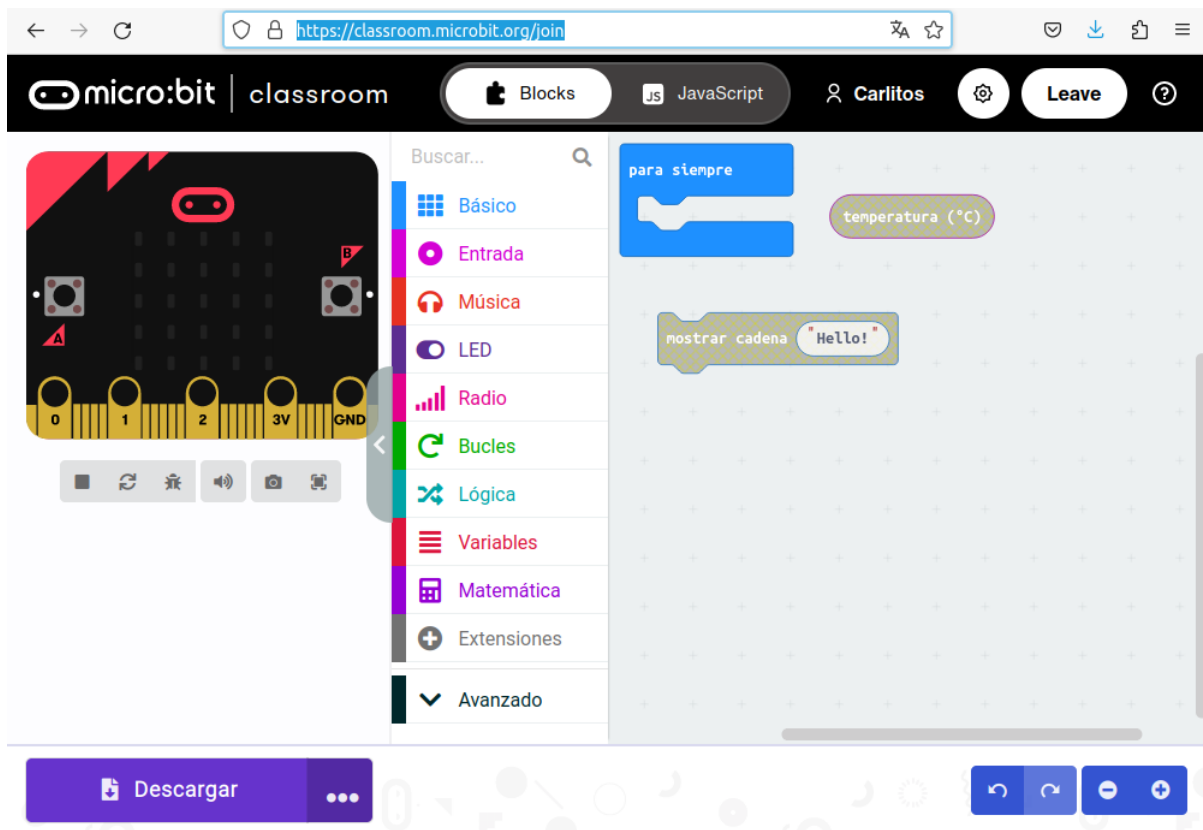 https://classroom.microbit.org/join
micro:bit | classroom
Blocks
JS JavaScript
Carlitos
Leave
?
Buscar...
Básico
Entrada
Música
LED
Radio
Bucles
Lógica
Variables
Matemática
Extensiones
Avanzado
A
B
0 1 2 3V GND
para siempre
temperatura (°C)
mostrar cadena "Hello!"
Descargar